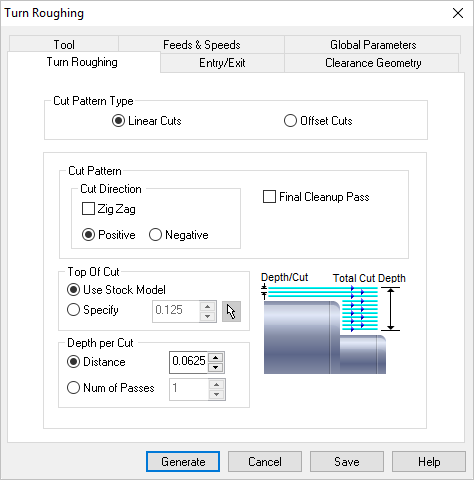 Turn Roughing
Tool Feeds & Speeds Global Parameters
Turn Roughing Entry/Exit Clearance Geometry
Cut Pattern Type
Linear Cuts Offset Cuts
Cut Pattern
Cut Direction
Zig Zag
Final Cleanup Pass
Positive Negative
Top Of Cut
Use Stock Model
Specify 0.125
Depth/Cut Total Cut Depth
Depth per Cut
Distance 0.0625
Num of Passes 1
Generate Cancel Save Help